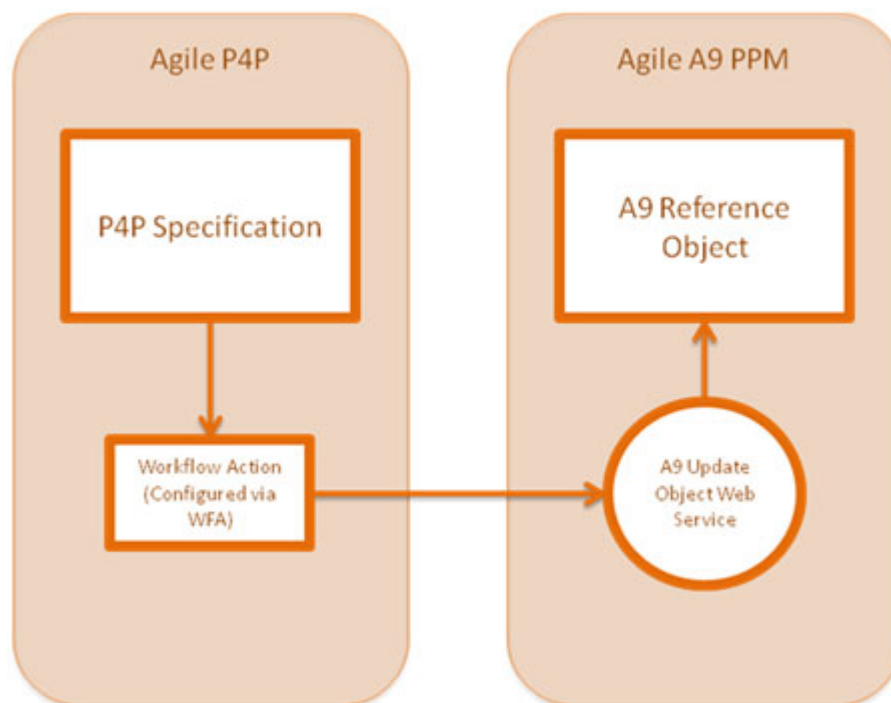 Agile P4P
P4P Specification
Workflow Action
(Configured via
WFA)
Agile A9 PPM
A9 Reference
Object
A9 Update
Object Web
Service